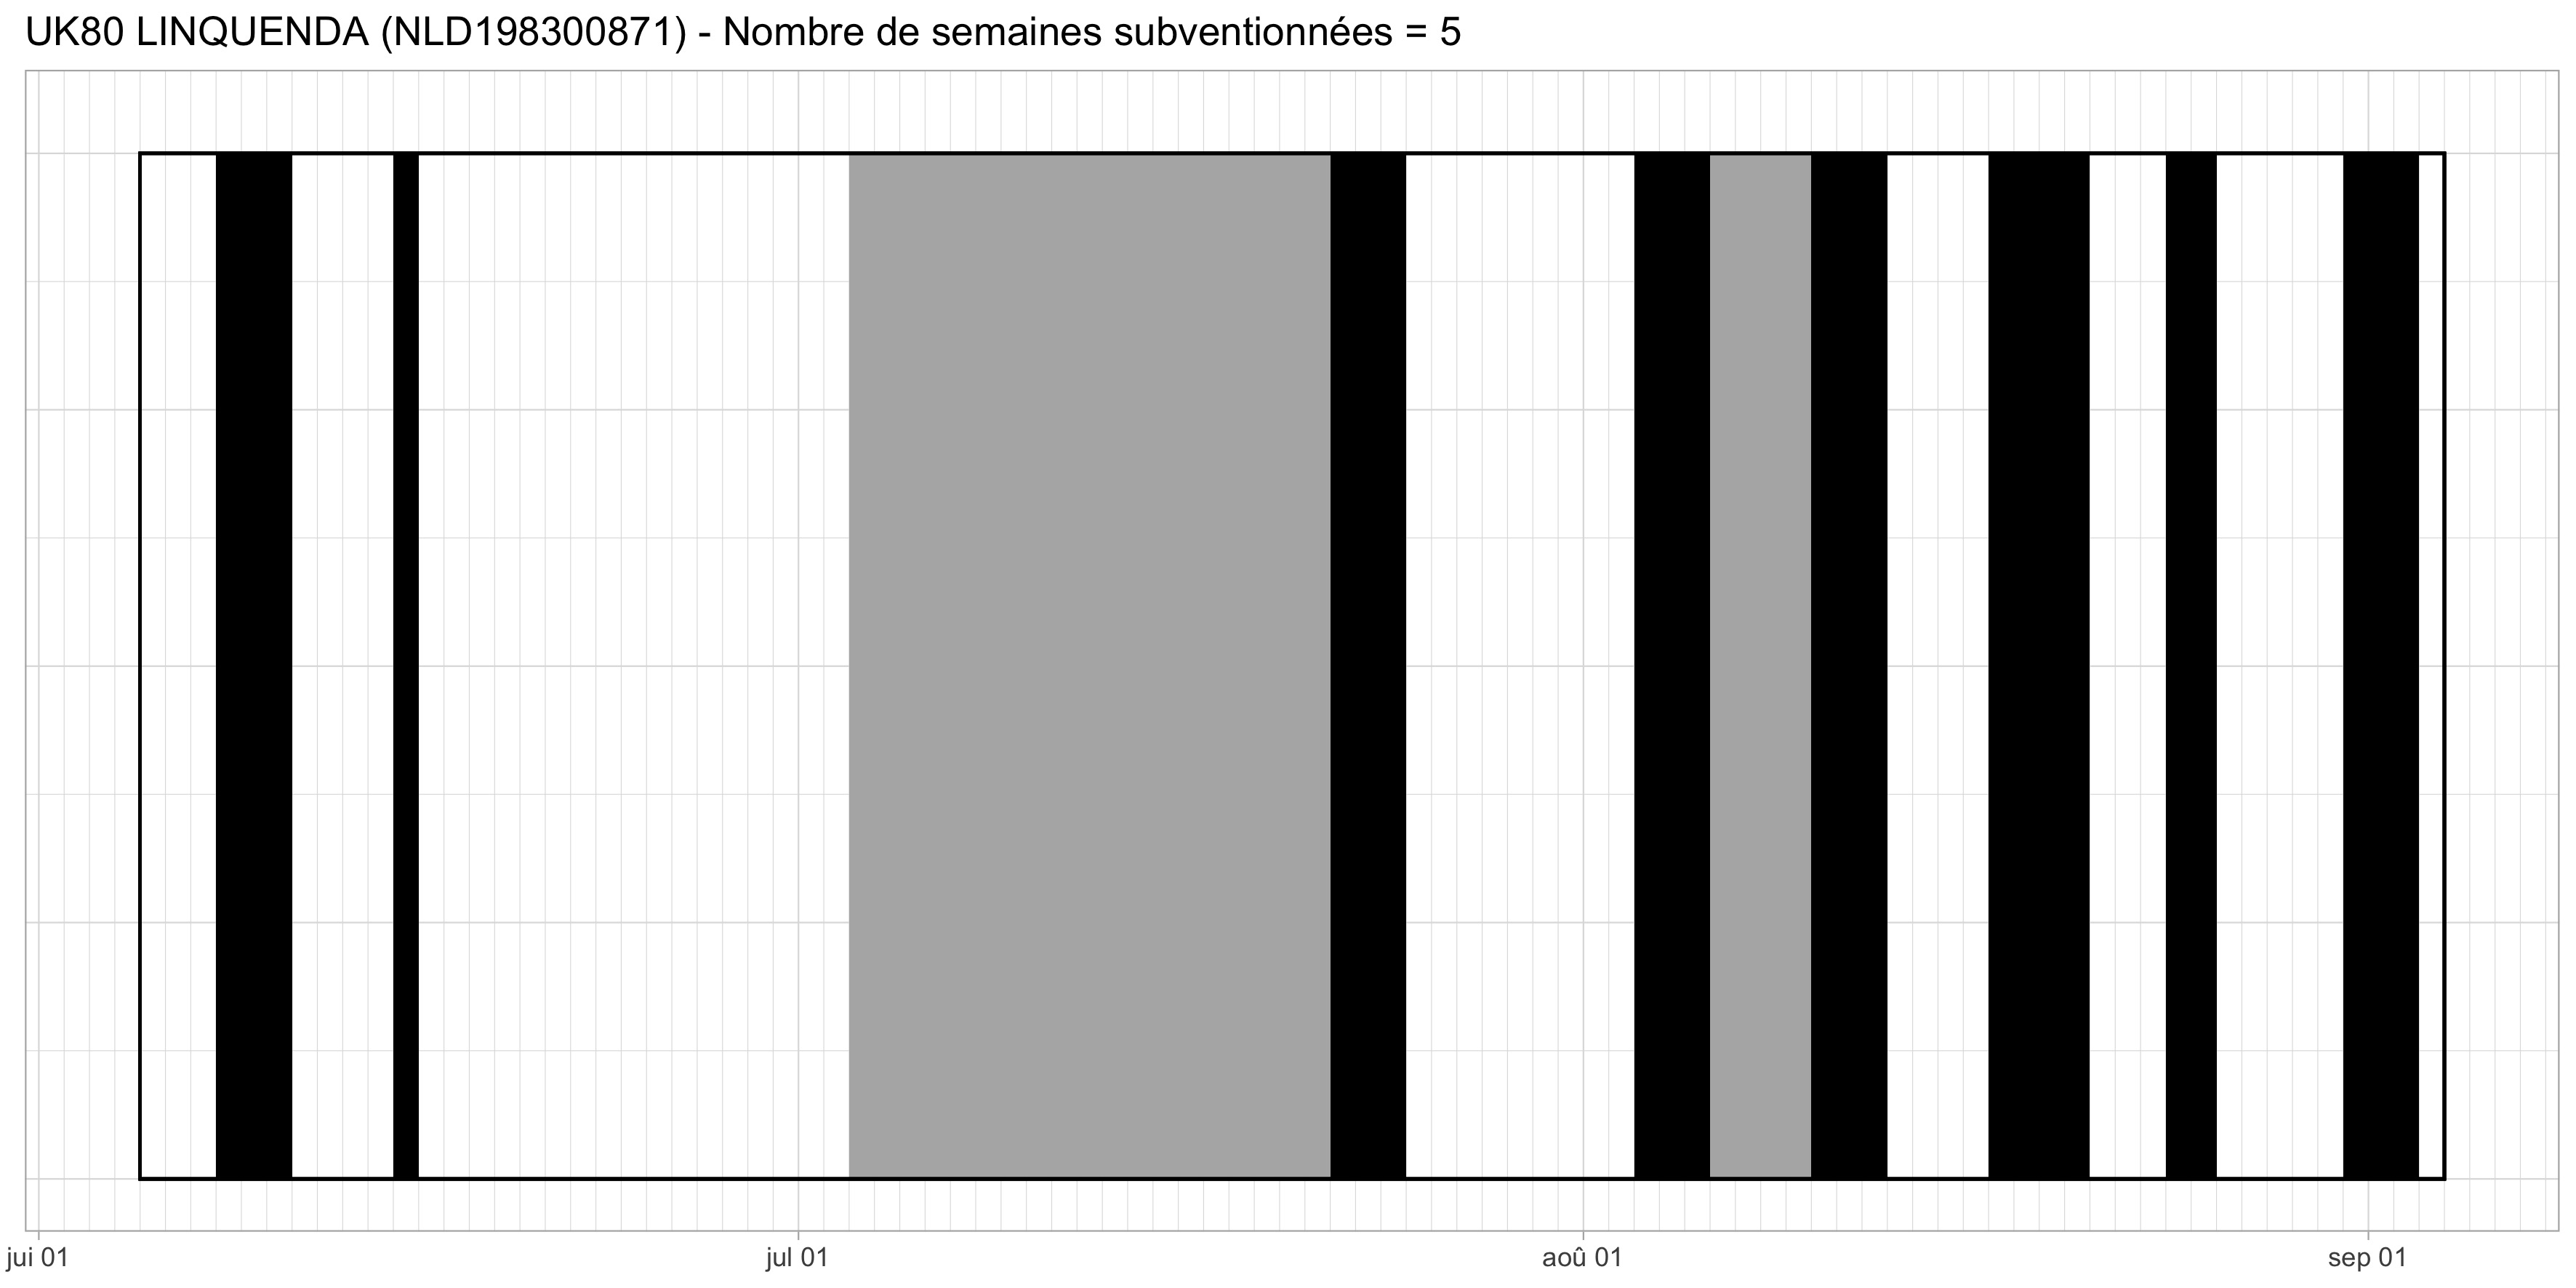 UK80 LINQUENDA (NLD198300871) - Nombre de semaines subventionnées = 5
jui 01 jul 01 aoû 01 sep 01